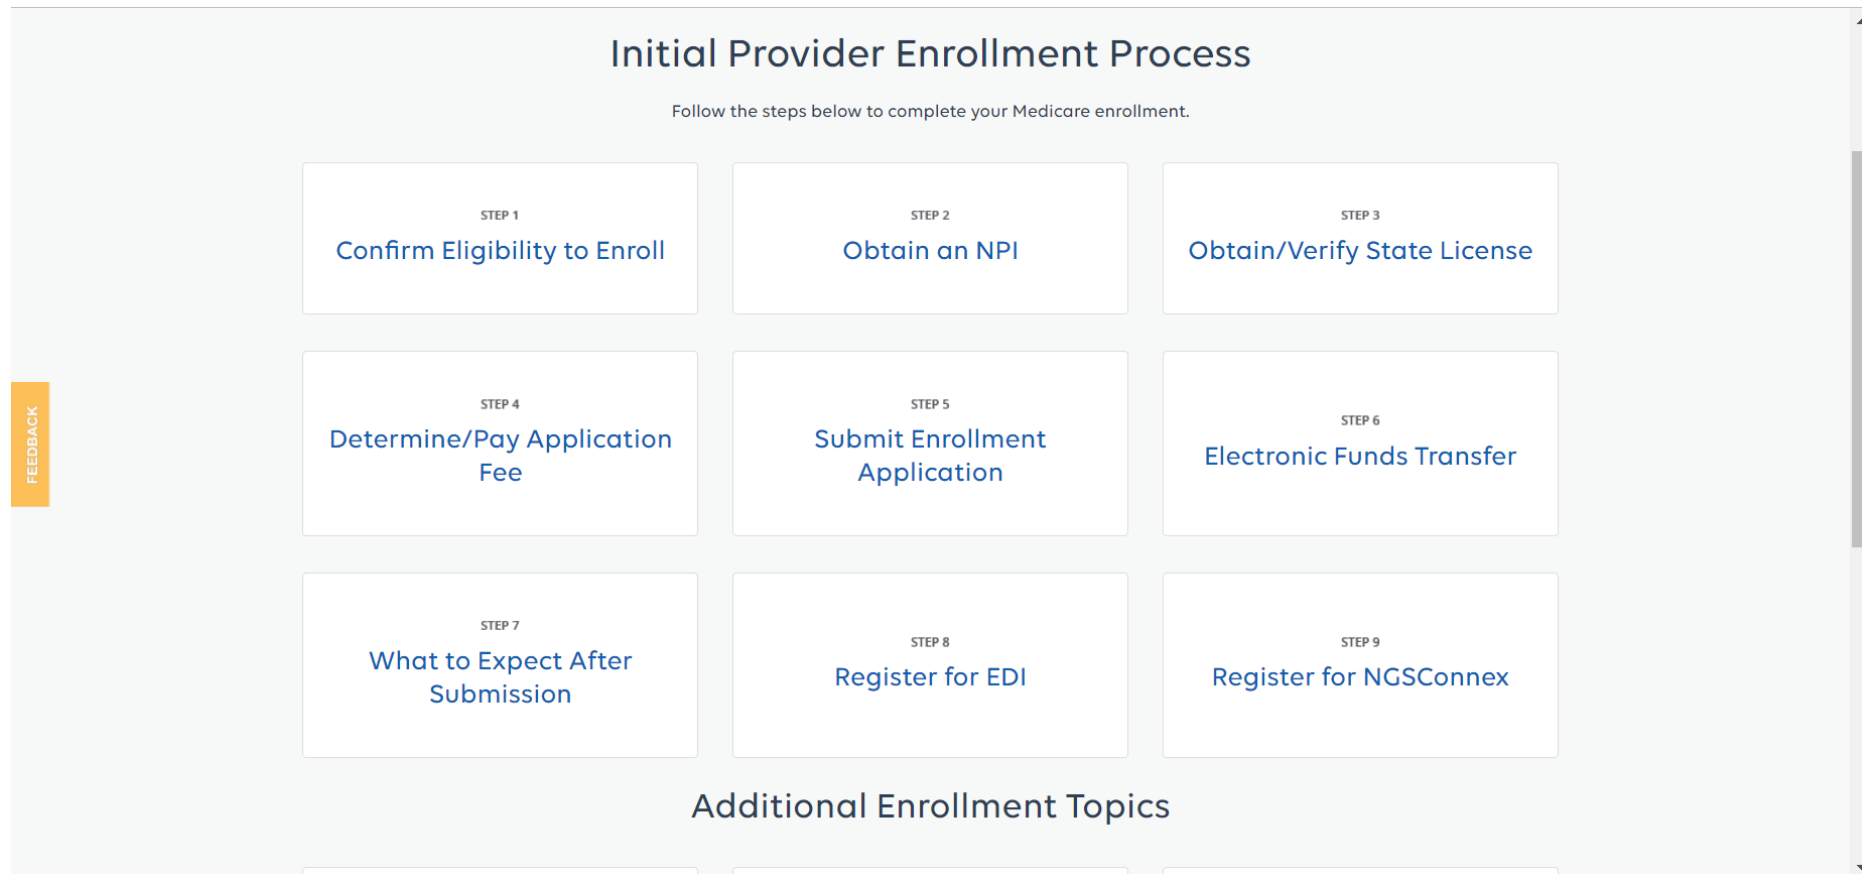 Initial Provider Enrollment Process
Follow the steps below to complete your Medicare enrollment.
STEP 1
Confirm Eligibility to Enroll
STEP 2
Obtain an NPI
STEP 3
Obtain/Verify State License
STEP 4
Determine/Pay Application
Fee
STEP 5
Submit Enrollment
Application
STEP 6
Electronic Funds Transfer
FEEDBACK
STEP 7
What to Expect After
Submission
STEP 8
Register for EDI
STEP 9
Register for NGSConnex
Additional Enrollment Topics